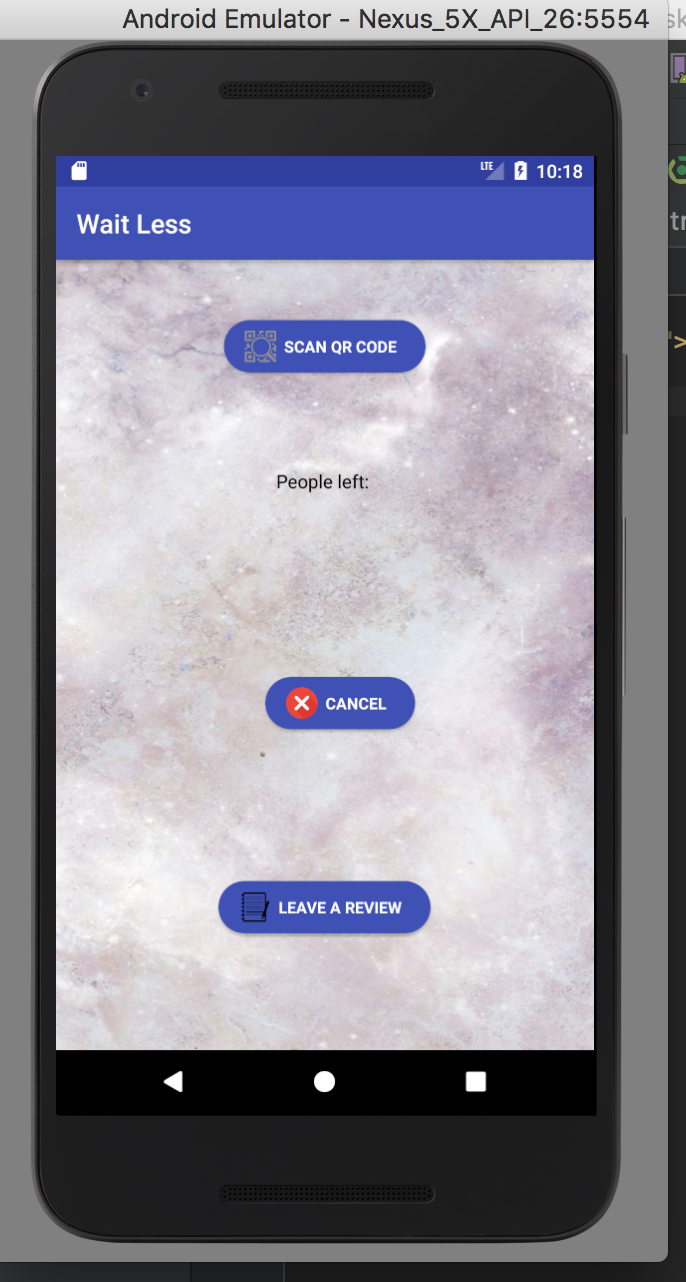 Android Emulator - Nexus_5X_API_26:5554
LTE 10:18
Wait Less
SCAN QR CODE
People left:
CANCEL
LEAVE A REVIEW